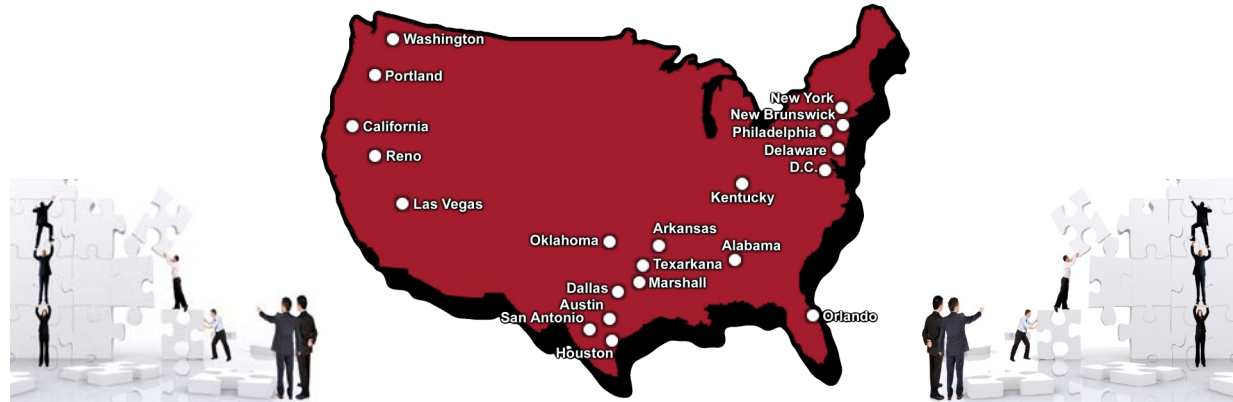 Washington
Portland
California
Reno
Las Vegas
New York
New Brunswick
Philadelphia
Delaware
D.C.
Kentucky
Oklahoma
Arkansas
Alabama
Texarkana
Marshall
Dallas
Austin
San Antonio
Houston
Orlando